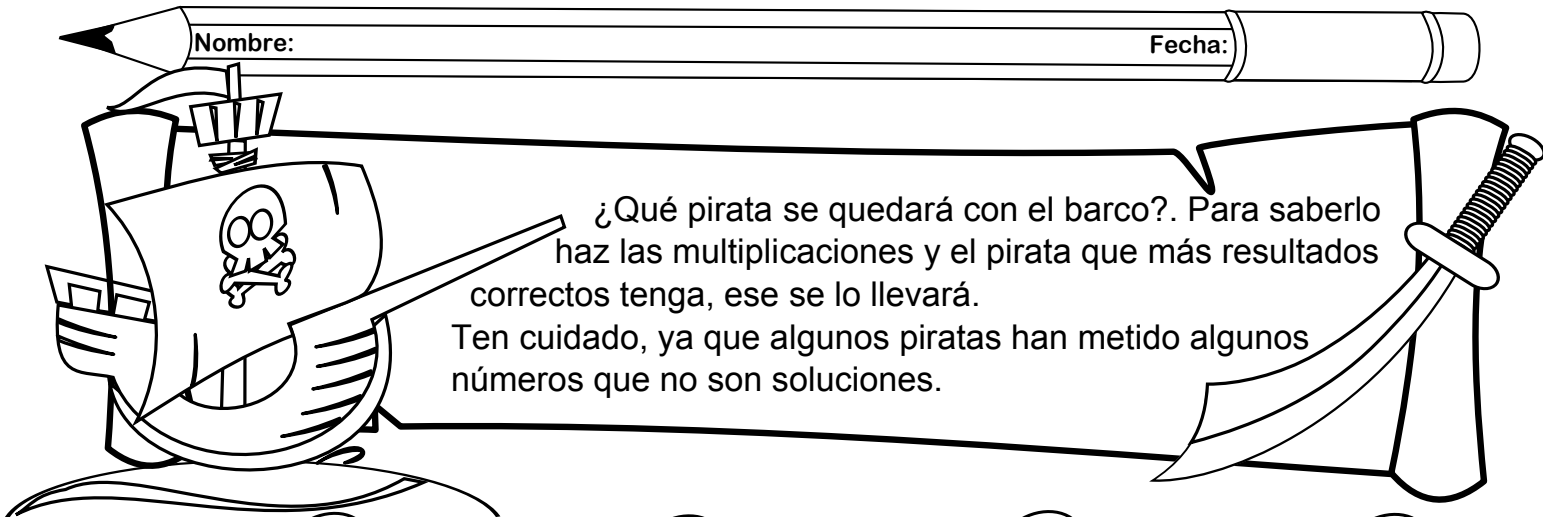 Nombre:
Fecha:
¿Qué pirata se quedará con el barco?. Para saberlo
haz las multiplicaciones y el pirata que más resultados
correctos tenga, ese se lo llevará.
Ten cuidado, ya que algunos piratas han metido algunos
números que no son soluciones.